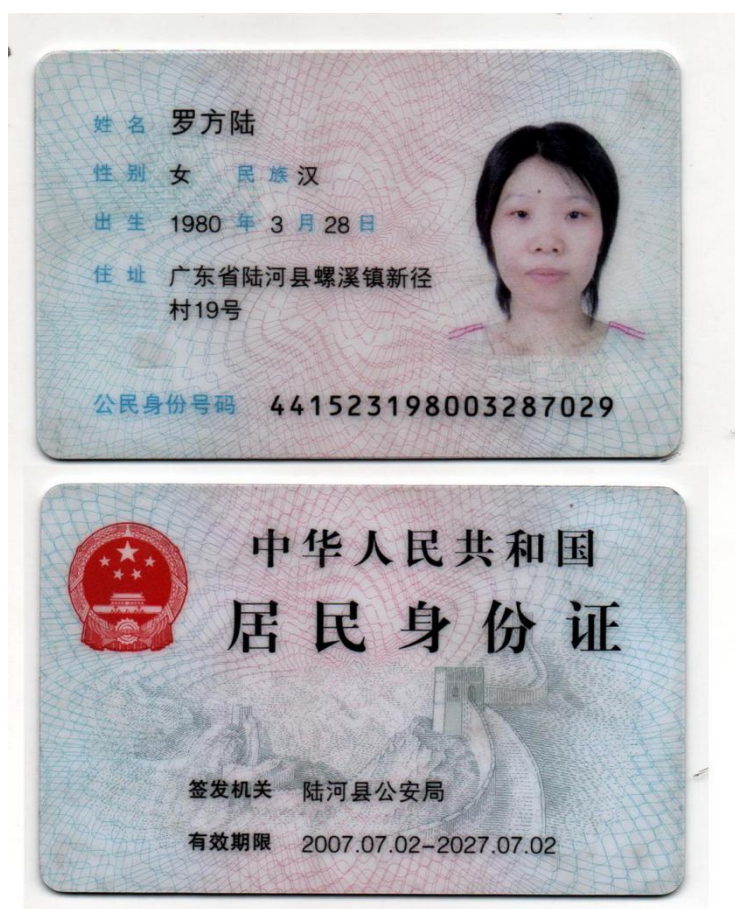 姓名 罗方陆
性别 女 民族 汉
出生 1980 年 3 月 28 日
住址 广东省陆河县螺溪镇新径
村19号
公民身份号码 441523198003287029
中华人民共和国
居民身份证
签发机关 陆河县公安局
有效期限 2007.07.02-2027.07.02